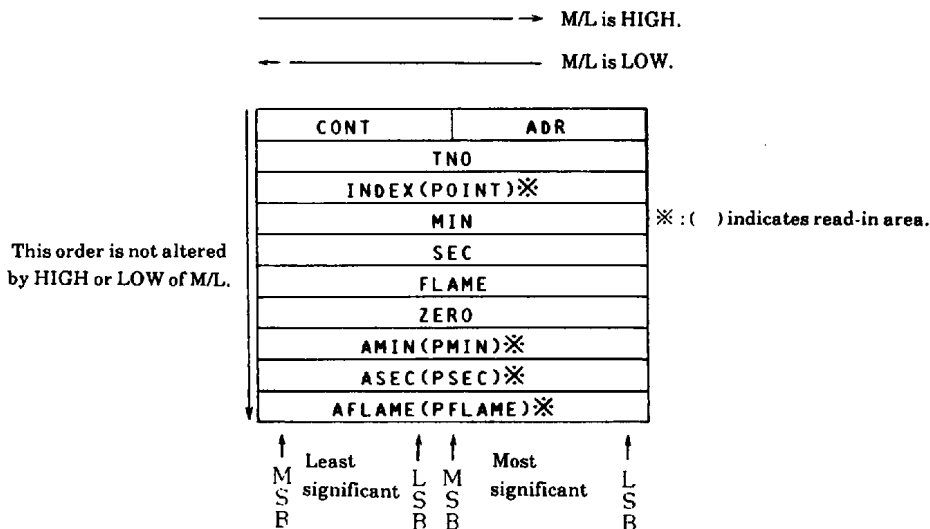 M/L is HIGH.
M/L is LOW.
CONT ADR
TNO
INDEX(POINT)※
MIN
※:( )indicates read-in area.
This order is not altered
by HIGH or LOW of M/L.
SEC
FLAME
ZERO
AMIN(PMIN)※
ASEC(PSEC)※
AFLAME(PFLAME)※
MSB
Least
significant
LSB
MSB
Most
significant
LSB